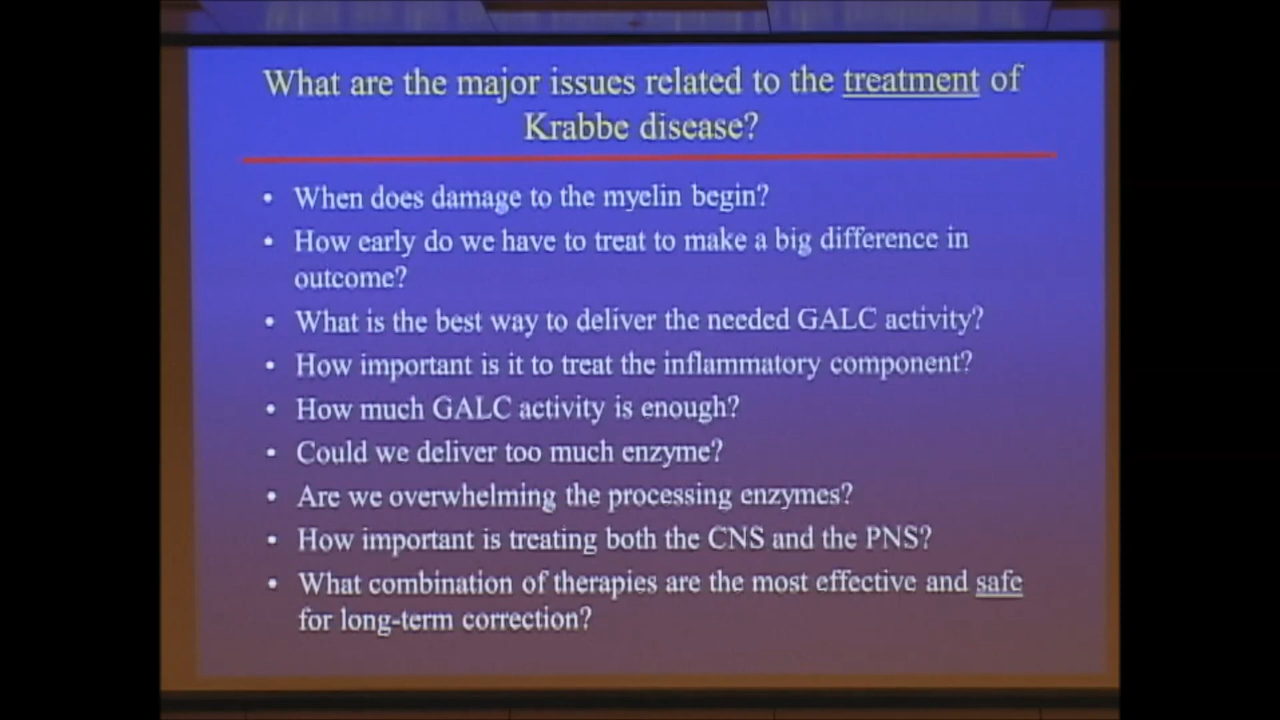 What are the major issues related to the treatment of
Krabbe disease?
• When does damage to the myelin begin?
• How early do we have to treat to make a big difference in
outcome?
• What is the best way to deliver the needed GALC activity?
• How important is it to treat the inflammatory component?
• How much GALC activity is enough?
• Could we deliver too much enzyme?
• Are we overwhelming the processing enzymes?
• How important is treating both the CNS and the PNS?
• What combination of therapies are the most effective and safe
for long-term correction?